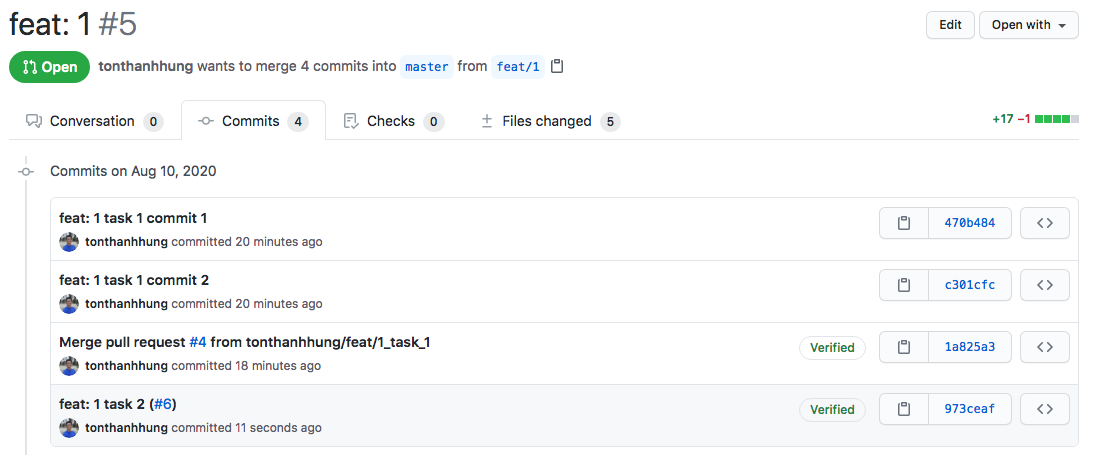 feat: 1 #5
Edit
Open with
Open
tonthanhhung wants to merge 4 commits into master from feat/1
Conversation 0
Commits 4
Checks 0
Files changed 5
+17 −1
Commits on Aug 10, 2020
feat: 1 task 1 commit 1
tonthanhhung committed 20 minutes ago
470b484
feat: 1 task 1 commit 2
tonthanhhung committed 20 minutes ago
c301cfc
Merge pull request #4 from tonthanhhung/feat/1_task_1
tonthanhhung committed 18 minutes ago
Verified
1a825a3
feat: 1 task 2 (#6)
tonthanhhung committed 11 seconds ago
Verified
973ceaf